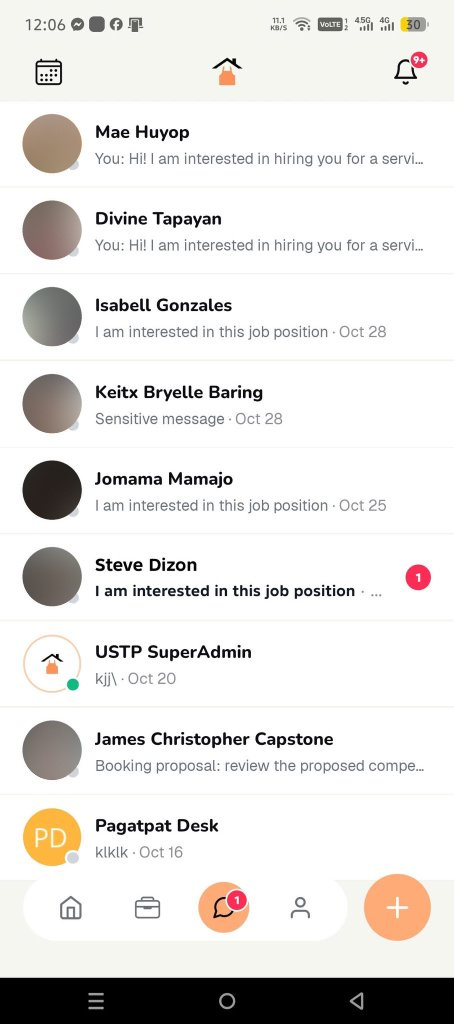 12:06
11.1 KB/S VoLTE 1 2 4.5G 4G 30
9+
Mae Huyop
You: Hi! I am interested in hiring you for a servi...
Divine Tapayan
You: Hi! I am interested in hiring you for a servi...
Isabell Gonzales
I am interested in this job position · Oct 28
Keitx Bryelle Baring
Sensitive message · Oct 28
Jomama Mamajo
I am interested in this job position · Oct 25
Steve Dizon
I am interested in this job position · ...
1
USTP SuperAdmin
kjj\ · Oct 20
James Christopher Capstone
Booking proposal: review the proposed compe...
PD
Pagatpat Desk
klklk · Oct 16
1